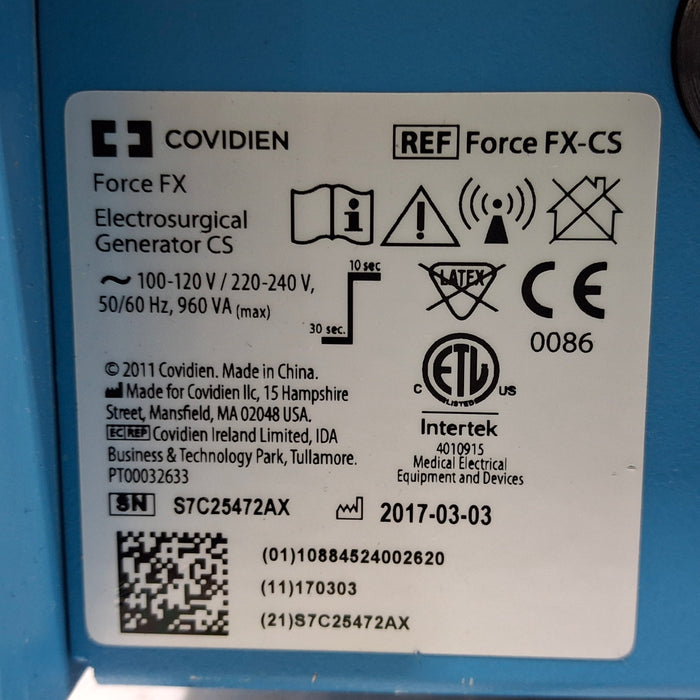 COVIDIEN
REF Force FX-CS
Force FX
Electrosurgical
Generator CS
~ 100-120 V / 220-240 V,
50/60 Hz, 960 VA (max)
10 sec
30 sec.
LATEX
CE
0086
© 2011 Covidien. Made in China.
Made for Covidien llc, 15 Hampshire
Street, Mansfield, MA 02048 USA.
EC REP Covidien Ireland Limited, IDA
Business & Technology Park, Tullamore.
PT00032633
C ETL US
LISTED
Intertek
4010915
Medical Electrical
Equipment and Devices
SN S7C25472AX
2017-03-03
(01)10884524002620
(11)170303
(21)S7C25472AX